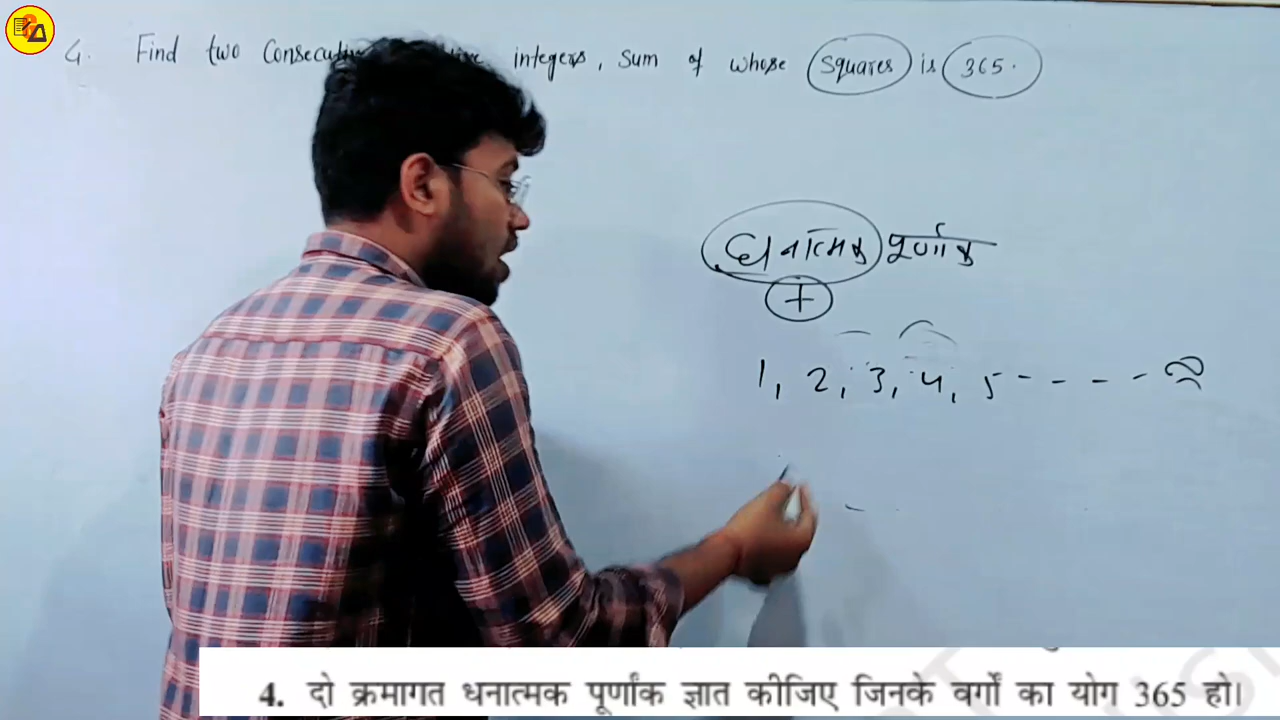 4. Find two integers, sum of whose squares is 365.
धनात्मक पूर्णांक
+
1, 2, 3, 4, 5 - - - - ∞
4. दो क्रमागत धनात्मक पूर्णांक ज्ञात कीजिए जिनके वर्गों का योग 365 हो।